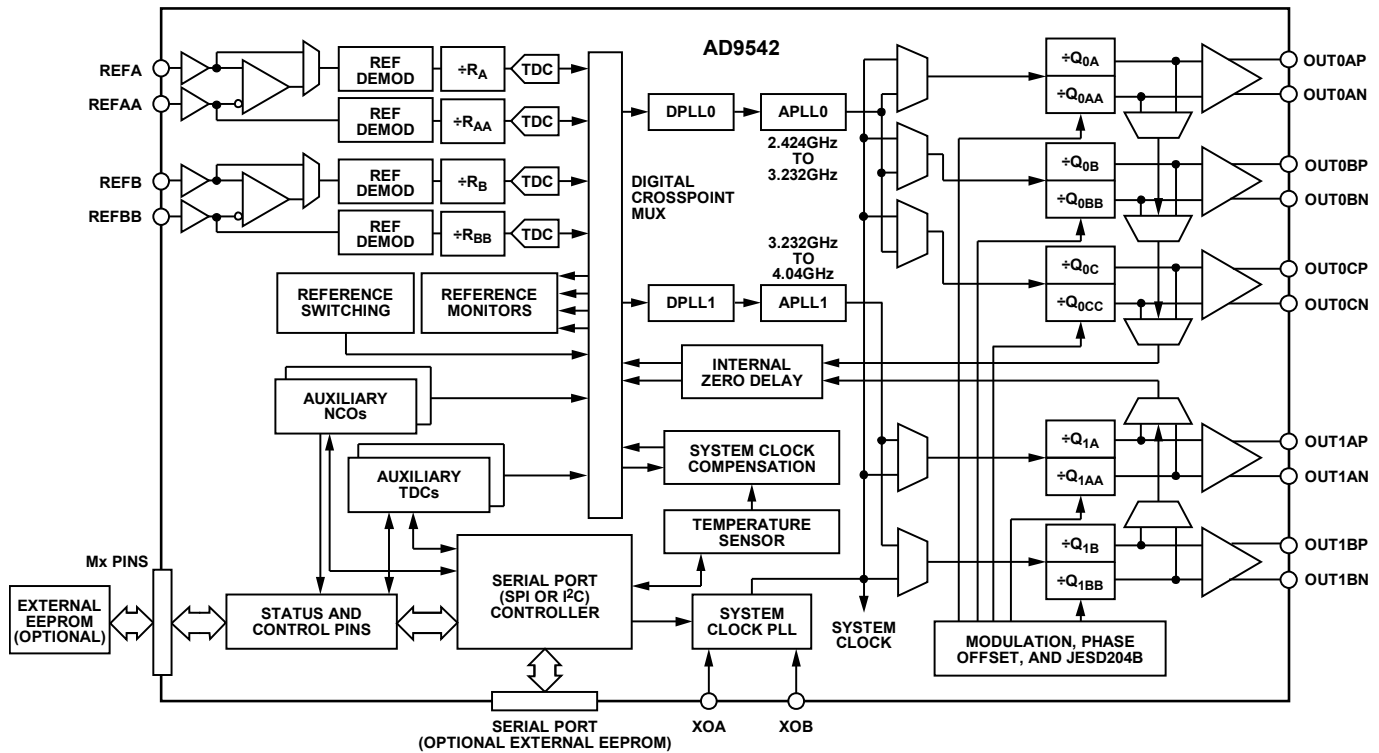 AD9542
REFA
REFAA
REFB
REFBB
REF
DEMOD
÷RA
TDC
REF
DEMOD
÷RAA
TDC
REF
DEMOD
÷RB
TDC
REF
DEMOD
÷RBB
TDC
DIGITAL
CROSSPOINT
MUX
DPLL0
APLL0
2.424GHz
TO
3.232GHz
3.232GHz
TO
4.04GHz
DPLL1
APLL1
REFERENCE
SWITCHING
REFERENCE
MONITORS
INTERNAL
ZERO DELAY
AUXILIARY
NCOs
AUXILIARY
TDCs
SYSTEM CLOCK
COMPENSATION
TEMPERATURE
SENSOR
Mx PINS
EXTERNAL
EEPROM
(OPTIONAL)
STATUS AND
CONTROL PINS
SERIAL PORT
(SPI OR I2C)
CONTROLLER
SYSTEM
CLOCK PLL
SYSTEM
CLOCK
MODULATION, PHASE
OFFSET, AND JESD204B
SERIAL PORT
(OPTIONAL EXTERNAL EEPROM)
XOA
XOB
÷Q0A
÷Q0AA
÷Q0B
÷Q0BB
÷Q0C
÷Q0CC
÷Q1A
÷Q1AA
÷Q1B
÷Q1BB
OUT0AP
OUT0AN
OUT0BP
OUT0BN
OUT0CP
OUT0CN
OUT1AP
OUT1AN
OUT1BP
OUT1BN